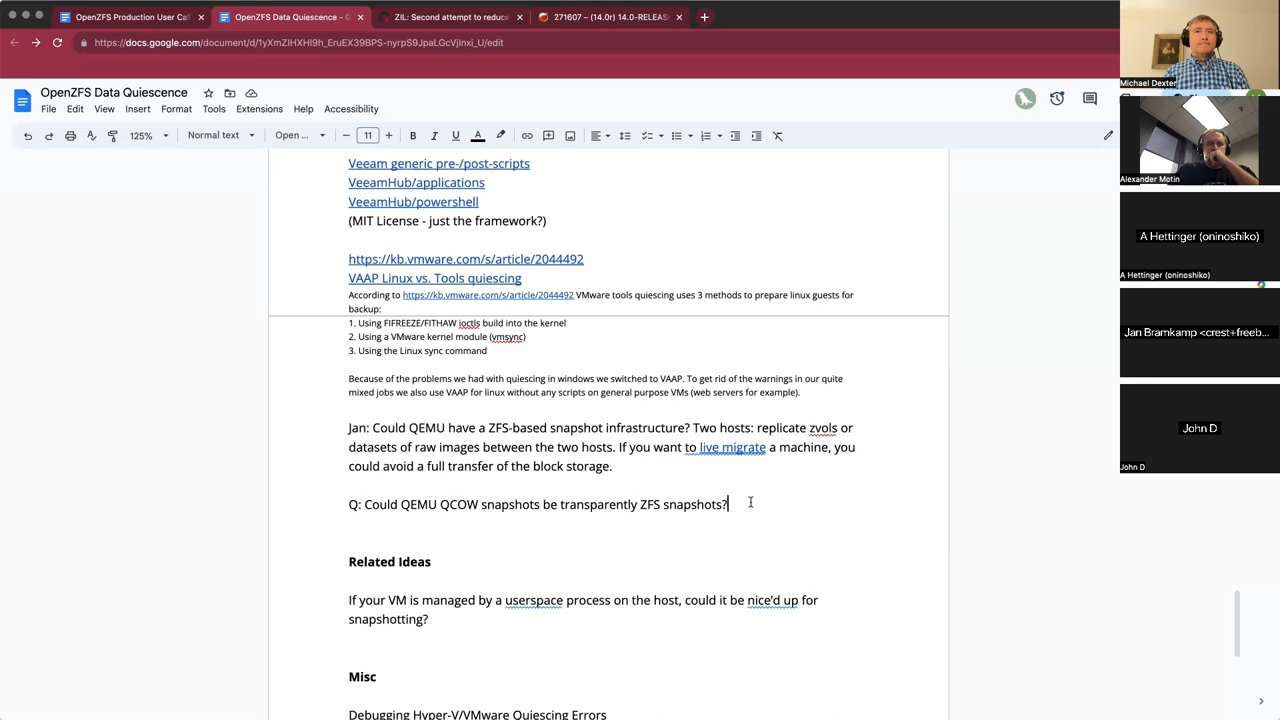 OpenZFS Production User Cal
OpenZFS Data Quiescence - G
ZIL: Second attempt to reduce
271607 – (14.0r) 14.0-RELEAS
https://docs.google.com/document/d/1yXmZIHXHI9h_EruEX39BPS-nyrpS9JpaLGcVjlnxi_U/edit
OpenZFS Data Quiescence
File Edit View Insert Format Tools Extensions Help Accessibility
125% Normal text Open ... 11 B I U A
Veeam generic pre-/post-scripts
VeeamHub/applications
VeeamHub/powershell
(MIT License - just the framework?)
https://kb.vmware.com/s/article/2044492
VAAP Linux vs. Tools quiescing
According to https://kb.vmware.com/s/article/2044492 VMware tools quiescing uses 3 methods to prepare linux guests for
backup:
1. Using FIFREEZE/FITHAW ioctls build into the kernel
2. Using a VMware kernel module (vmsync)
3. Using the Linux sync command
Because of the problems we had with quiescing in windows we switched to VAAP. To get rid of the warnings in our quite
mixed jobs we also use VAAP for linux without any scripts on general purpose VMs (web servers for example).
Jan: Could QEMU have a ZFS-based snapshot infrastructure? Two hosts: replicate zvols or
datasets of raw images between the two hosts. If you want to live migrate a machine, you
could avoid a full transfer of the block storage.
Q: Could QEMU QCOW snapshots be transparently ZFS snapshots?
Related Ideas
If your VM is managed by a userspace process on the host, could it be nice’d up for
snapshotting?
Misc
Debugging Hyper-V/VMware Quiescing Errors
Michael Dexter
Alexander Motin
A Hettinger (oninoshiko)
A Hettinger (oninoshiko)
Jan Bramkamp <crest+freeb...
John D
John D